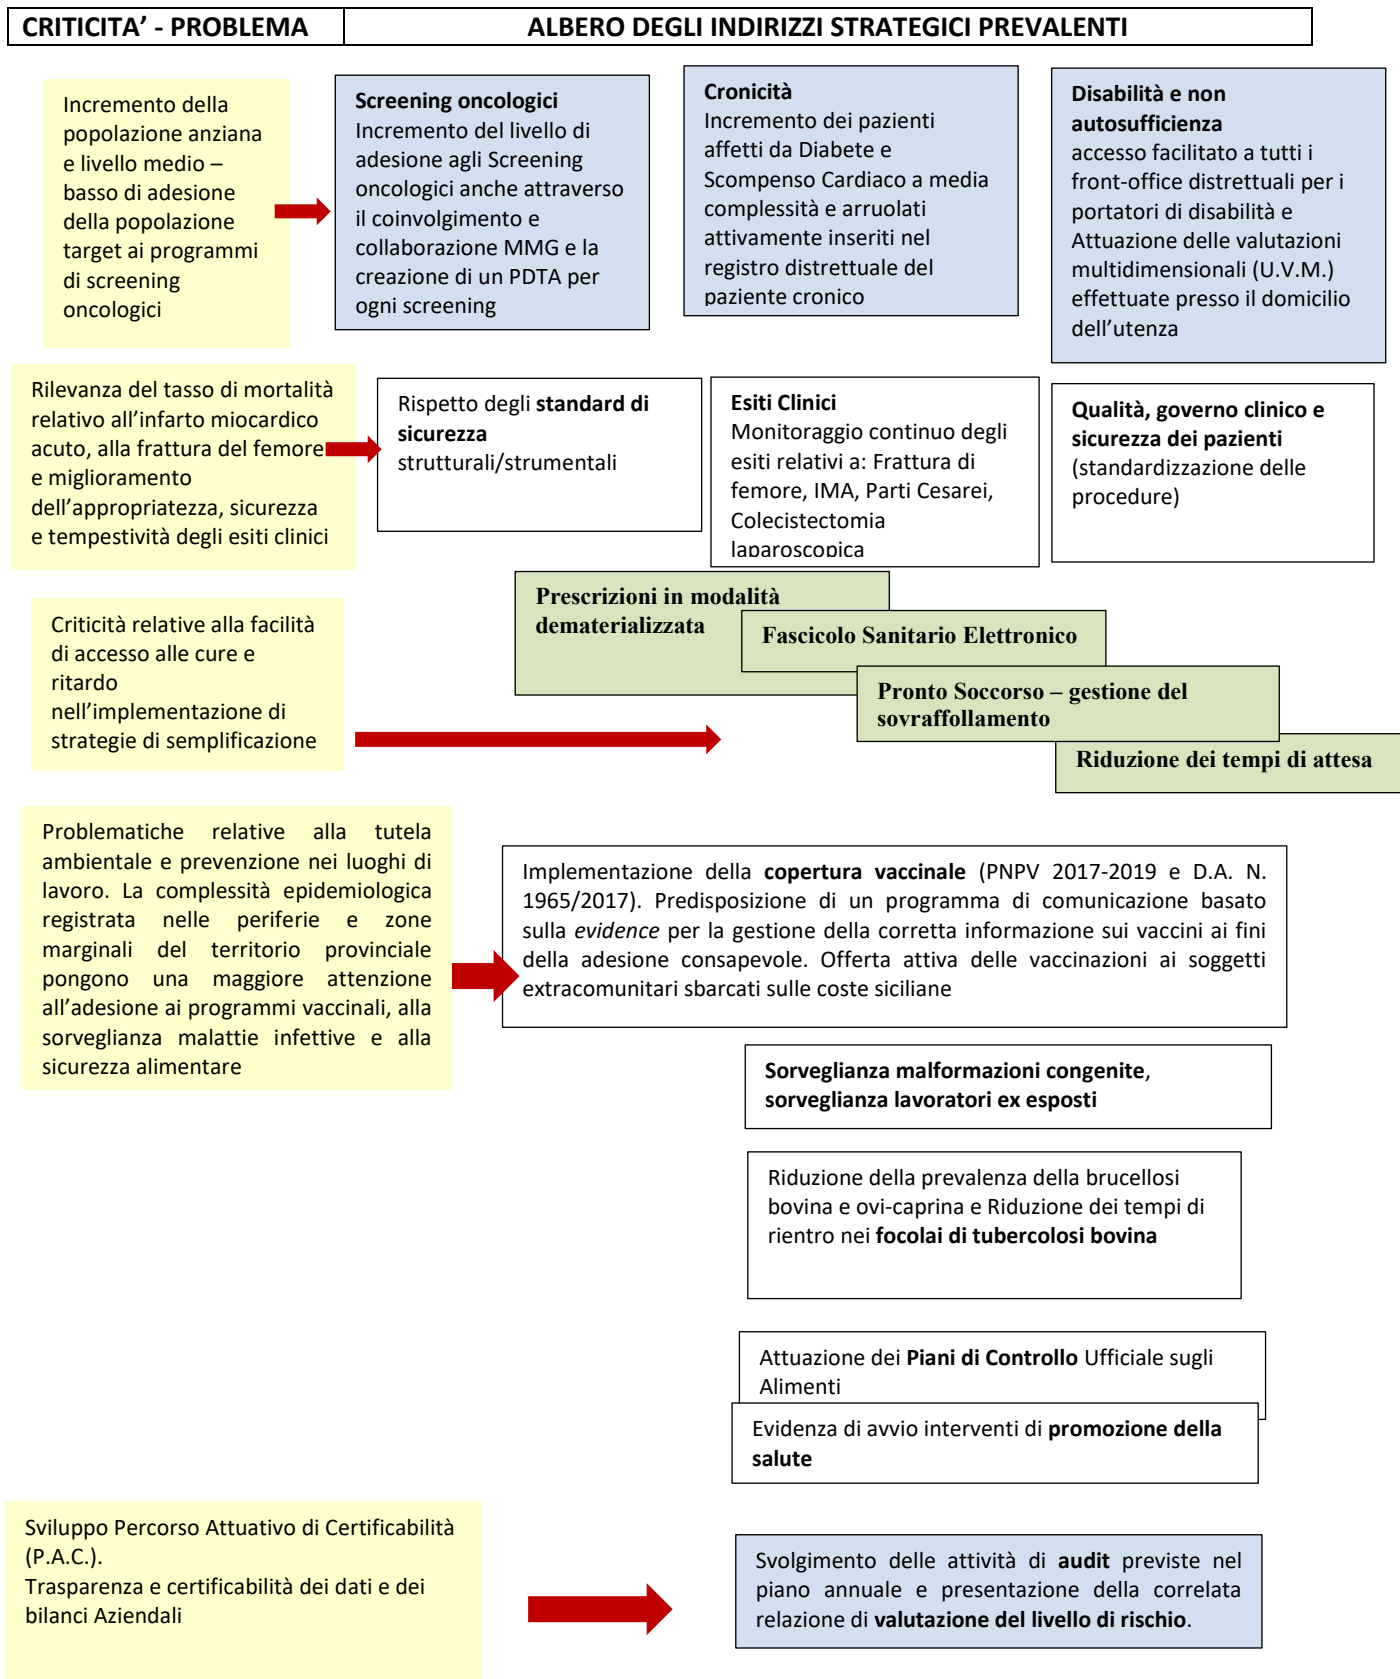 CRITICITA’ - PROBLEMA
ALBERO DEGLI INDIRIZZI STRATEGICI PREVALENTI
Incremento della
popolazione anziana
e livello medio –
basso di adesione
della popolazione
target ai programmi
di screening
oncologici
Screening oncologici
Incremento del livello di
adesione agli Screening
oncologici anche attraverso
il coinvolgimento e
collaborazione MMG e la
creazione di un PDTA per
ogni screening
Cronicità
Incremento dei pazienti
affetti da Diabete e
Scompenso Cardiaco a media
complessità e arruolati
attivamente inseriti nel
registro distrettuale del
paziente cronico
Disabilità e non
autosufficienza
accesso facilitato a tutti i
front-office distrettuali per i
portatori di disabilità e
Attuazione delle valutazioni
multidimensionali (U.V.M.)
effettuate presso il domicilio
dell’utenza
Rilevanza del tasso di mortalità
relativo all’infarto miocardico
acuto, alla frattura del femore
e miglioramento
dell’appropriatezza, sicurezza
e tempestività degli esiti clinici
Rispetto degli standard di
sicurezza
strutturali/strumentali
Esiti Clinici
Monitoraggio continuo degli
esiti relativi a: Frattura di
femore, IMA, Parti Cesarei,
Colecistectomia
laparoscopica
Qualità, governo clinico e
sicurezza dei pazienti
(standardizzazione delle
procedure)
Criticità relative alla facilità
di accesso alle cure e
ritardo
nell’implementazione di
strategie di semplificazione
Prescrizioni in modalità
dematerializzata
Fascicolo Sanitario Elettronico
Pronto Soccorso – gestione del
sovraffollamento
Riduzione dei tempi di attesa
Problematiche relative alla tutela
ambientale e prevenzione nei luoghi di
lavoro. La complessità epidemiologica
registrata nelle periferie e zone
marginali del territorio provinciale
pongono una maggiore attenzione
all’adesione ai programmi vaccinali, alla
sorveglianza malattie infettive e alla
sicurezza alimentare
Implementazione della copertura vaccinale (PNPV 2017-2019 e D.A. N.
1965/2017). Predisposizione di un programma di comunicazione basato
sulla evidence per la gestione della corretta informazione sui vaccini ai fini
della adesione consapevole. Offerta attiva delle vaccinazioni ai soggetti
extracomunitari sbarcati sulle coste siciliane
Sorveglianza malformazioni congenite,
sorveglianza lavoratori ex esposti
Riduzione della prevalenza della brucellosi
bovina e ovi-caprina e Riduzione dei tempi di
rientro nei focolai di tubercolosi bovina
Attuazione dei Piani di Controllo Ufficiale sugli
Alimenti
Evidenza di avvio interventi di promozione della
salute
Sviluppo Percorso Attuativo di Certificabilità
(P.A.C.).
Trasparenza e certificabilità dei dati e dei
bilanci Aziendali
Svolgimento delle attività di audit previste nel
piano annuale e presentazione della correlata
relazione di valutazione del livello di rischio.